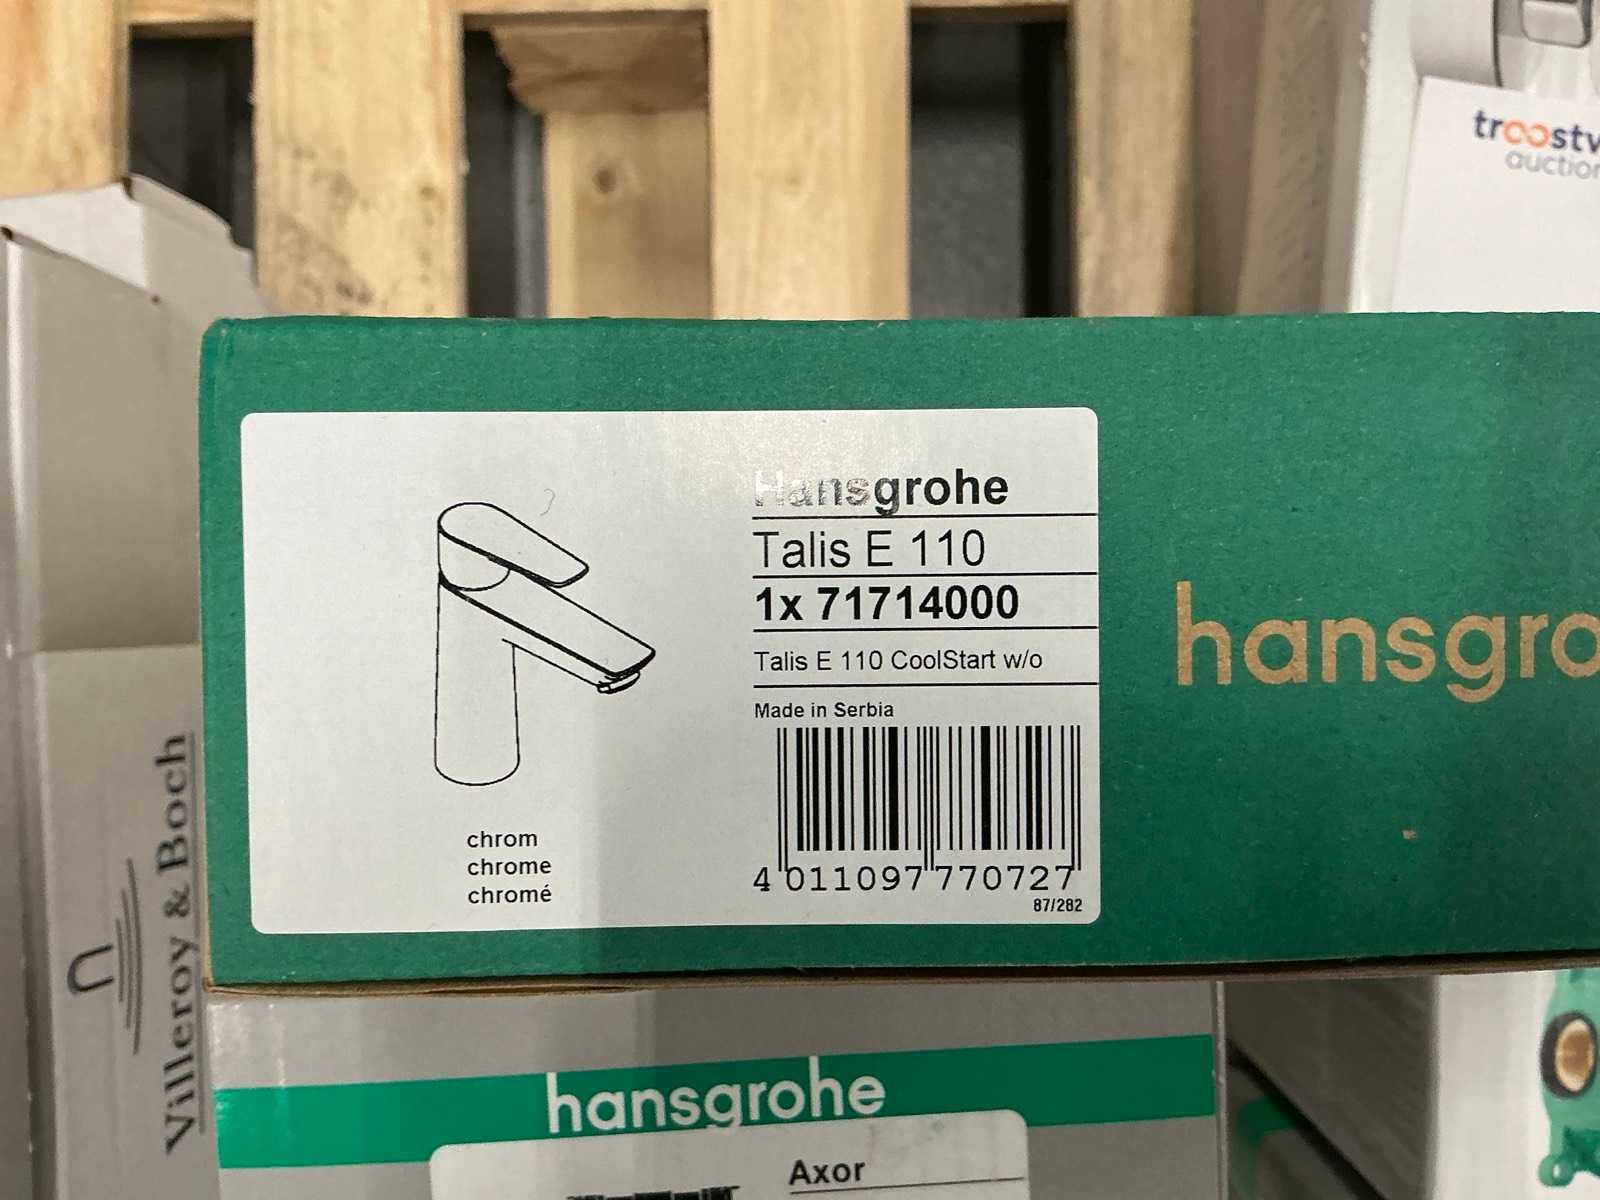 troostw
auction
Hansgrohe
Talis E 110
1x 71714000
Talis E 110 CoolStart w/o
Made in Serbia
4 011097 770727
87/282
chrom
chrome
chromé
hansgro
Villeroy & Boch
hansgrohe
Axor